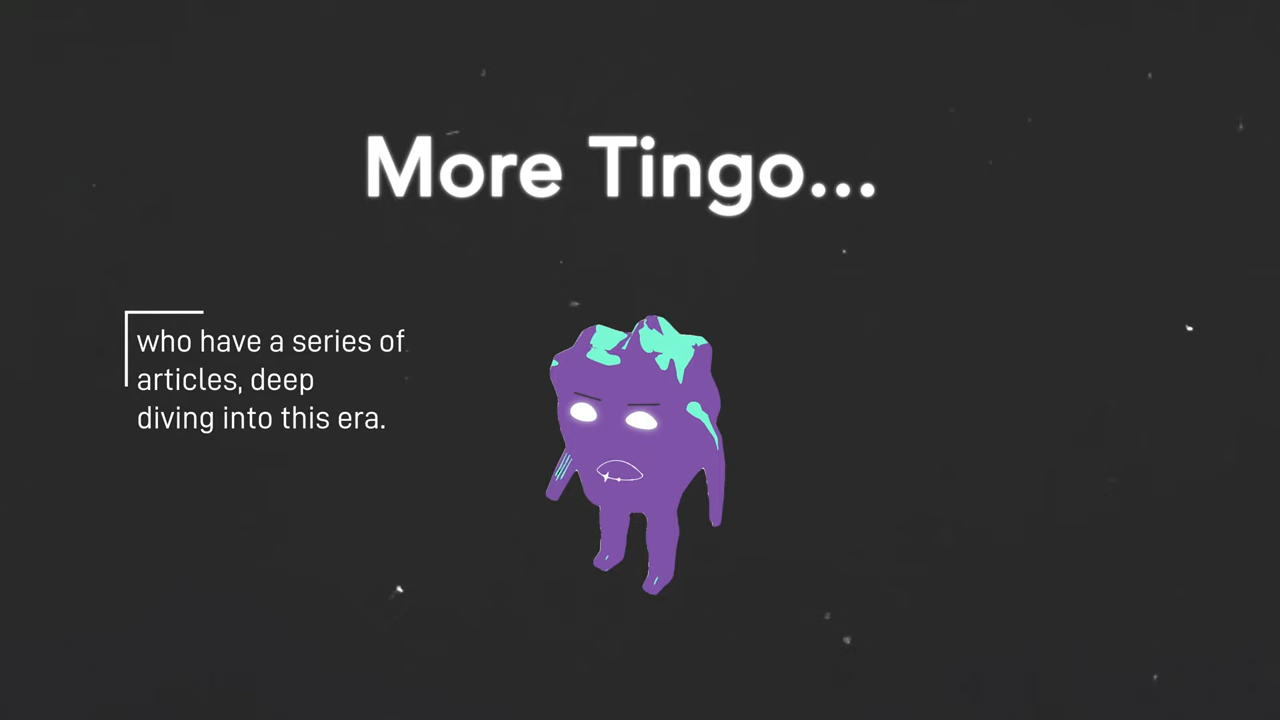 More Tingo...
who have a series of
articles, deep
diving into this era.